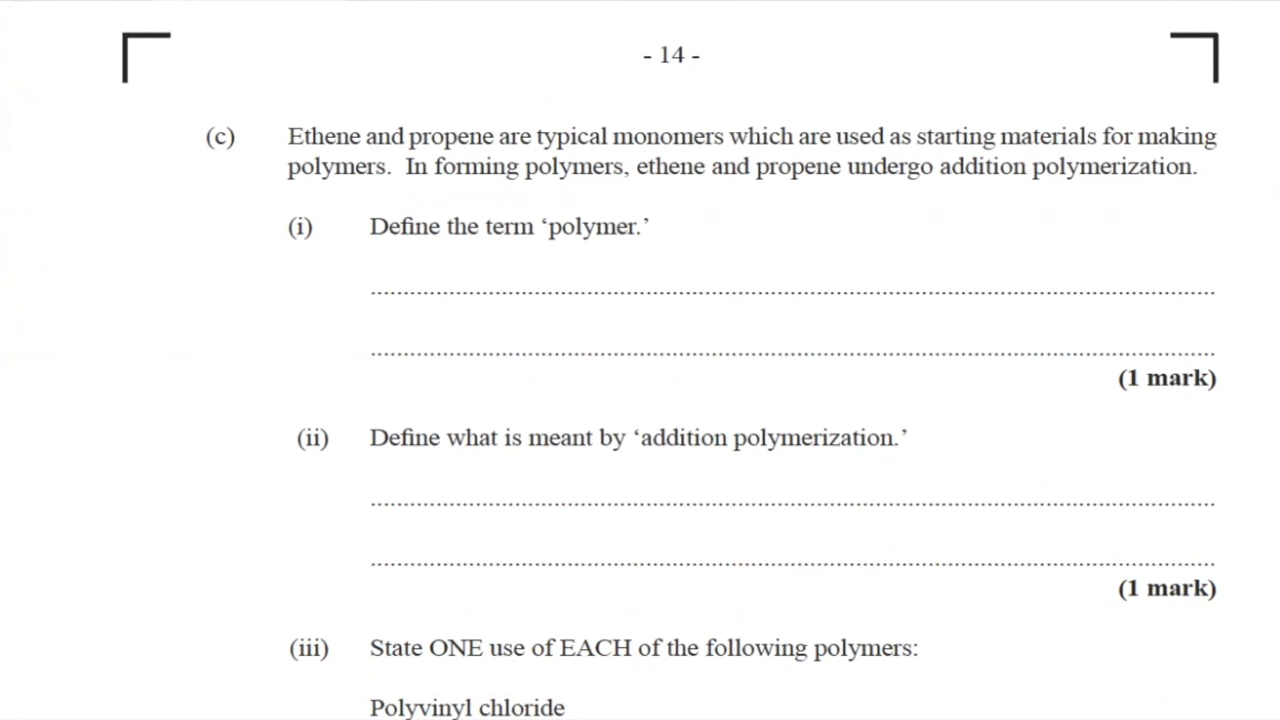 - 14 -
(c) Ethene and propene are typical monomers which are used as starting materials for making
polymers. In forming polymers, ethene and propene undergo addition polymerization.
(i) Define the term ‘polymer.’
(1 mark)
(ii) Define what is meant by ‘addition polymerization.’
(1 mark)
(iii) State ONE use of EACH of the following polymers:
Polyvinyl chloride